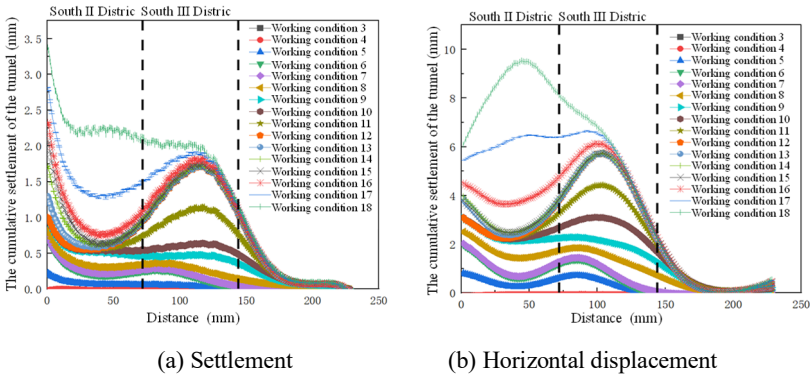 South II Distric South III Distric
The cumulative settlement of the tunnel (mm)
3.5
3.0
2.5
2.0
1.5
1.0
0.5
0.0
0 50 100 150 200 250
Distance (mm)
Working condition 3
Working condition 4
Working condition 5
Working condition 6
Working condition 7
Working condition 8
Working condition 9
Working condition 10
Working condition 11
Working condition 12
Working condition 13
Working condition 14
Working condition 15
Working condition 16
Working condition 17
Working condition 18
(a) Settlement
South II Distric South III Distric
The cumulative settlement of the tunnel (mm)
10
8
6
4
2
0
0 50 100 150 200 250
Distance (mm)
Working condition 3
Working condition 4
Working condition 5
Working condition 6
Working condition 7
Working condition 8
Working condition 9
Working condition 10
Working condition 11
Working condition 12
Working condition 13
Working condition 14
Working condition 15
Working condition 16
Working condition 17
Working condition 18
(b) Horizontal displacement